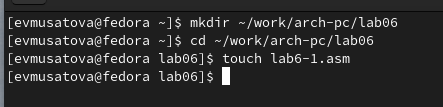 [evmusatova@fedora ~]$ mkdir ~/work/arch-pc/lab06
[evmusatova@fedora ~]$ cd ~/work/arch-pc/lab06
[evmusatova@fedora lab06]$ touch lab6-1.asm
[evmusatova@fedora lab06]$